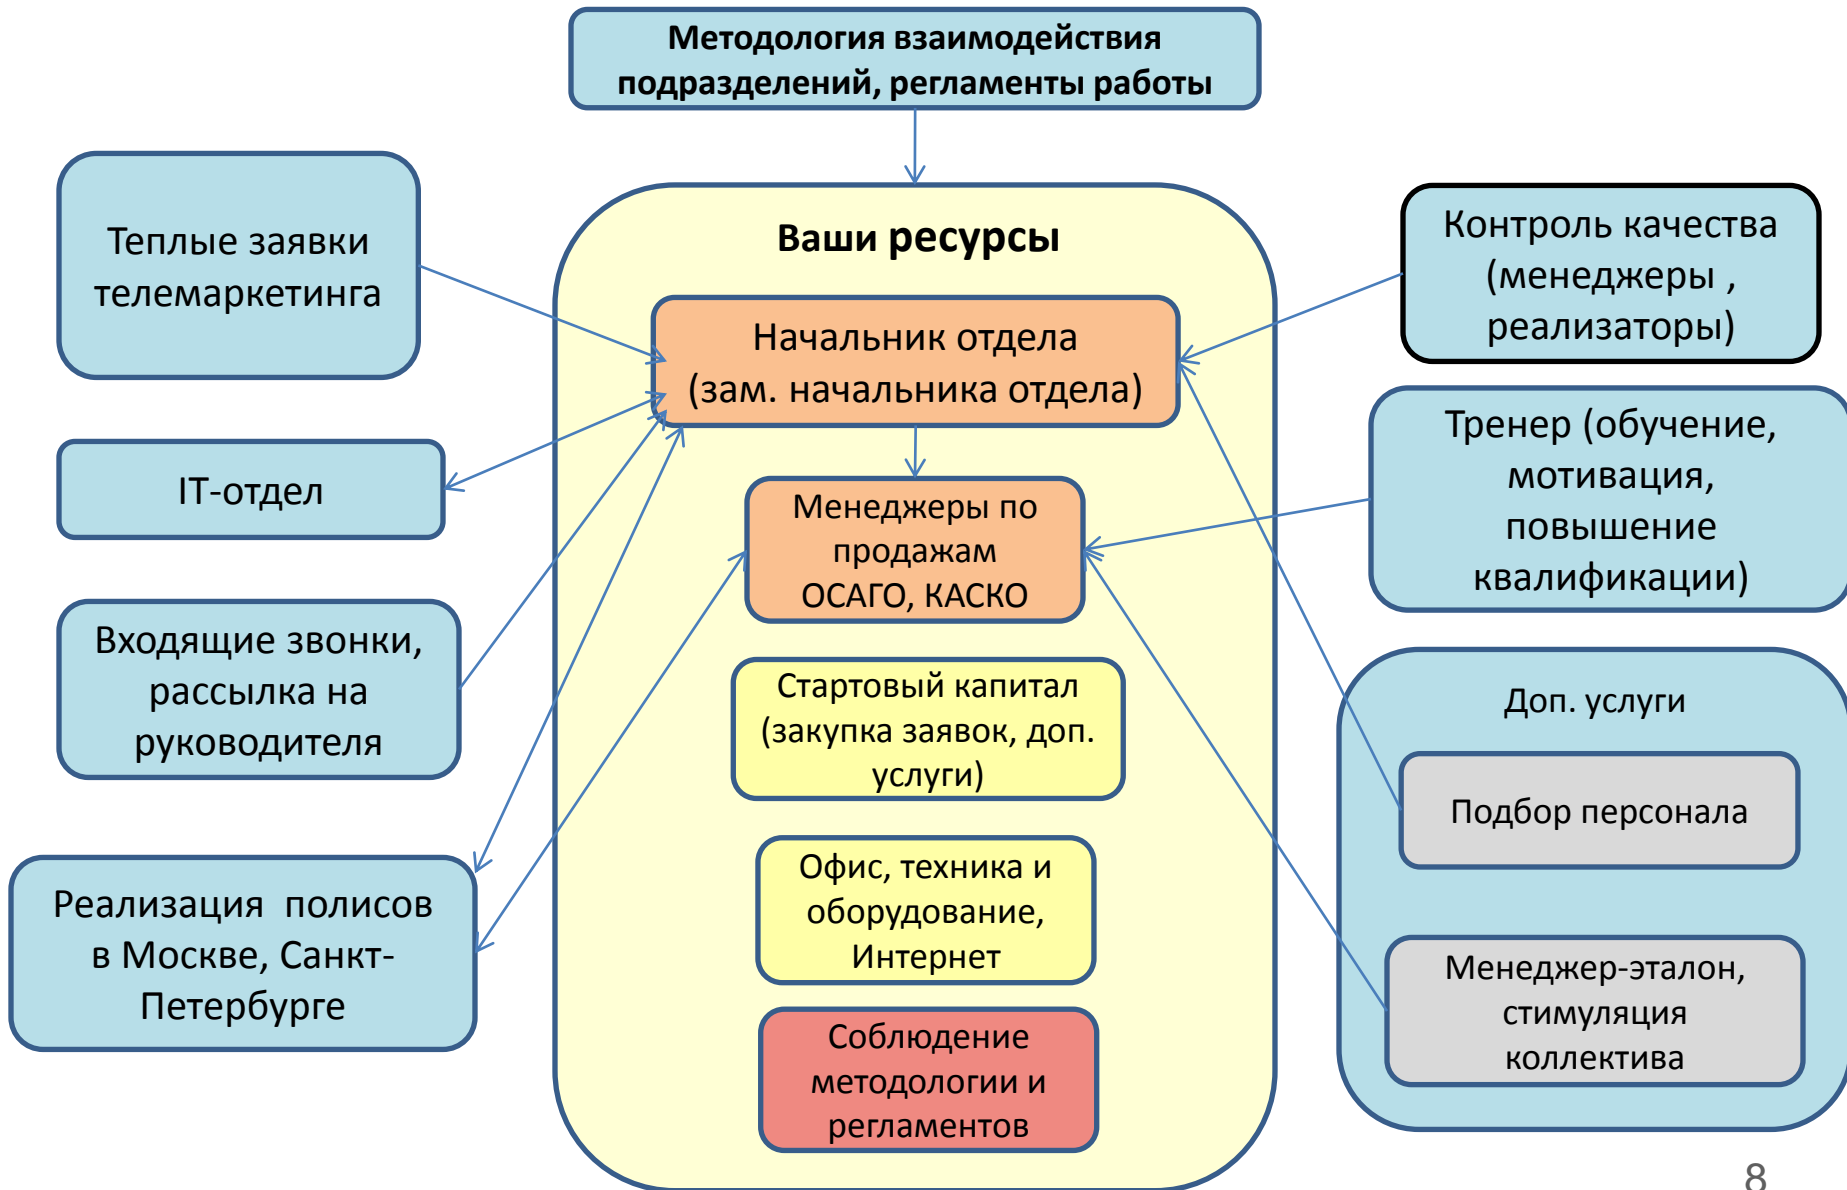 Методология взаимодействия
подразделений, регламенты работы
Теплые заявки
телемаркетинга
IT-отдел
Входящие звонки,
рассылка на
руководителя
Реализация полисов
в Москве, Санкт-
Петербурге
Ваши ресурсы
Начальник отдела
(зам. начальника отдела)
Менеджеры по
продажам
ОСАГО, КАСКО
Стартовый капитал
(закупка заявок, доп.
услуги)
Офис, техника и
оборудование,
Интернет
Соблюдение
методологии и
регламентов
Контроль качества
(менеджеры ,
реализаторы)
Тренер (обучение,
мотивация,
повышение
квалификации)
Доп. услуги
Подбор персонала
Менеджер-эталон,
стимуляция
коллектива
8